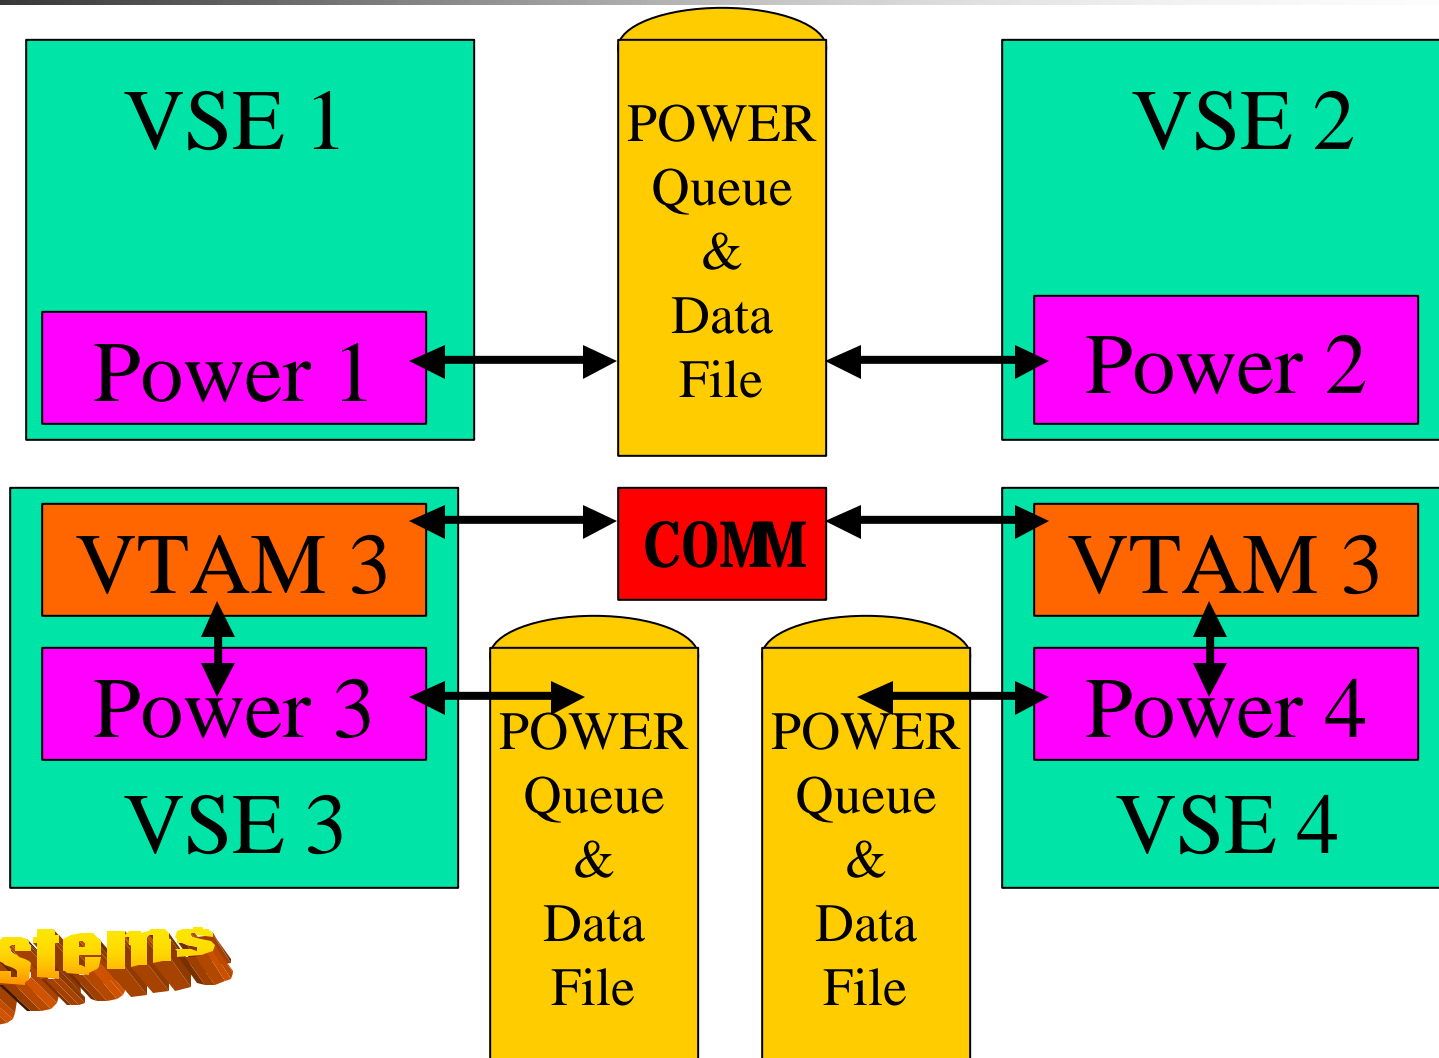 VSE 1
Power 1
POWER
Queue
&
Data
File
VSE 2
Power 2
VTAM 3
Power 3
VSE 3
COMM
VTAM 3
Power 4
VSE 4
POWER
Queue
&
Data
File
POWER
Queue
&
Data
File
stems